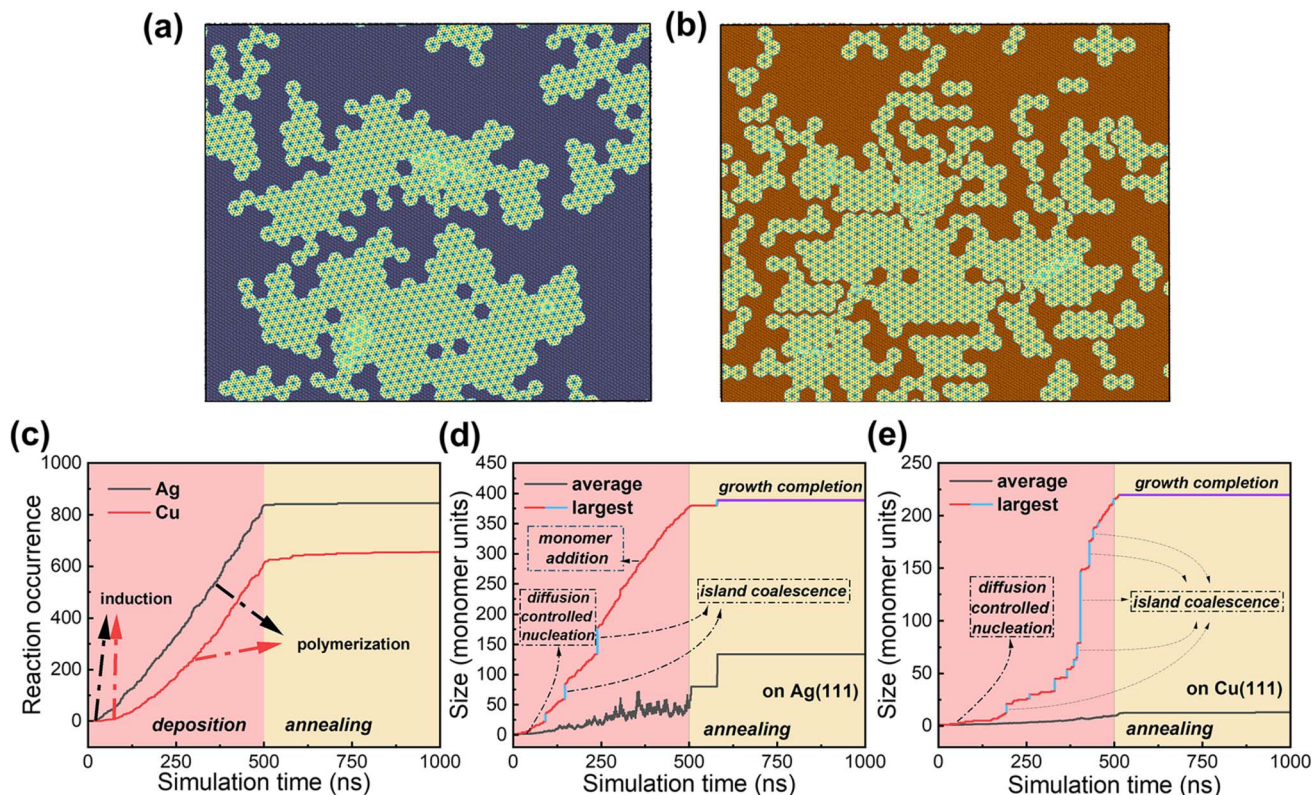 (a)
(b)
(c)
Reaction occurrence
1000
800
600
400
200
0
Ag
Cu
induction
polymerization
deposition
annealing
0
250
500
750
1000
Simulation time (ns)
(d)
Size (monomer units)
450
400
350
300
250
200
150
100
50
0
average
largest
growth completion
monomer
addition
diffusion
controlled
nucleation
island coalescence
on Ag(111)
annealing
0
250
500
750
1000
Simulation time (ns)
(e)
Size (monomer units)
250
200
150
100
50
0
average
largest
growth completion
diffusion
controlled
nucleation
island coalescence
on Cu(111)
annealing
0
250
500
750
1000
Simulation time (ns)